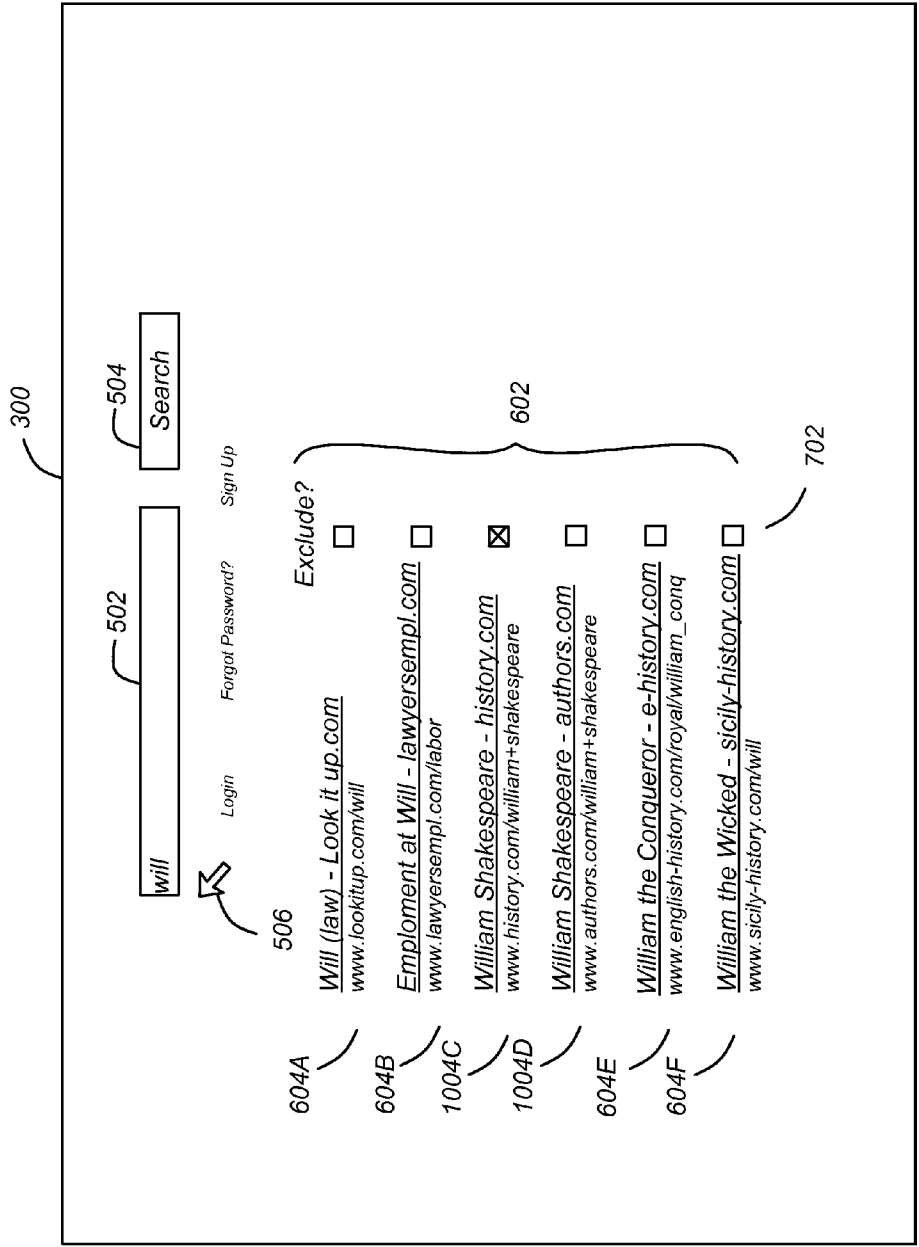 300
502
504
will
Search
506
Login Forgot Password? Sign Up
Exclude?
604A
Will (law) - Look it up.com
www.lookitup.com/will
604B
Emploment at Will - lawyersempl.com
www.lawyersempl.com/labor
1004C
William Shakespeare - history.com
www.history.com/william+shakespeare
602
1004D
William Shakespeare - authors.com
www.authors.com/william+shakespeare
604E
William the Conqueror - e-history.com
www.english-history.com/royal/william_conq
604F
William the Wicked - sicily-history.com
www.sicily-history.com/will
702